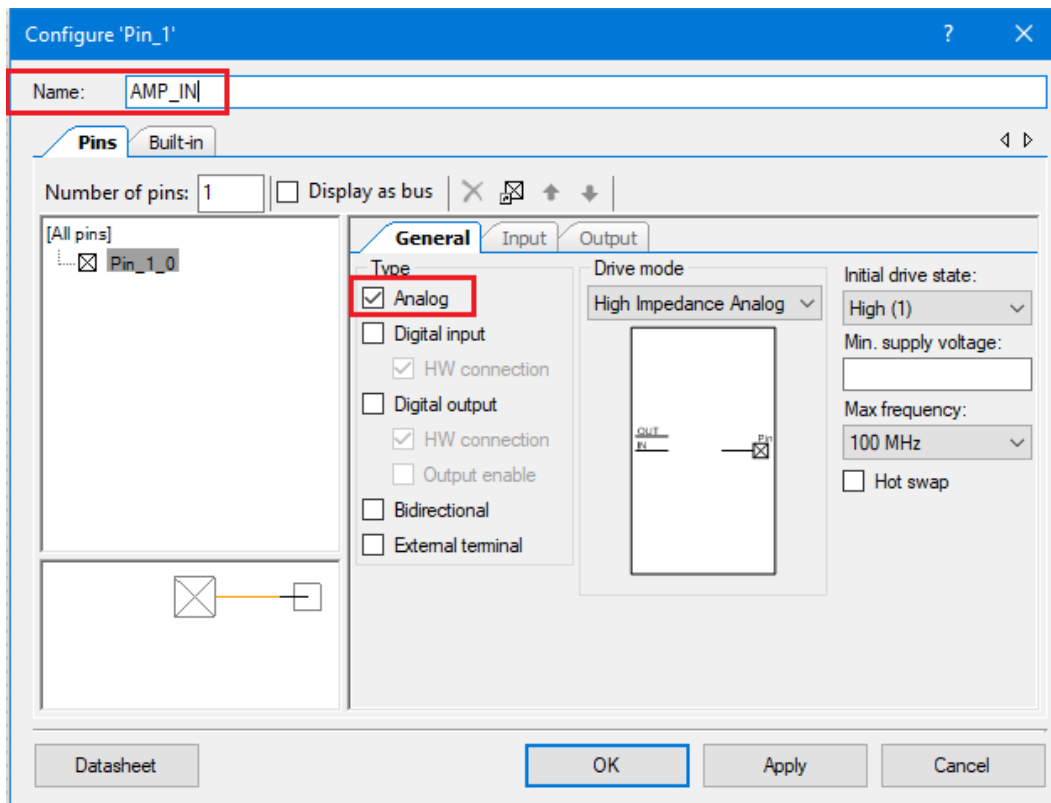 Configure 'Pin_1'
?
Name: AMP_IN
Pins Built-in
Number of pins: 1 Display as bus
[All pins]
Pin_1_0
General Input Output
Type
Analog
Digital input
HW connection
Digital output
HW connection
Output enable
Bidirectional
External terminal
Drive mode
High Impedance Analog
OUT
IN
Pin
Initial drive state:
High (1)
Min. supply voltage:
Max frequency:
100 MHz
Hot swap
Datasheet OK Apply Cancel